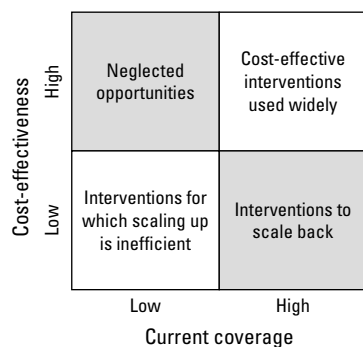 Cost-effectiveness
High
Low
Neglected
opportunities
Cost-effective
interventions
used widely
Interventions for
which scaling up
is inefficient
Interventions to
scale back
Low
High
Current coverage